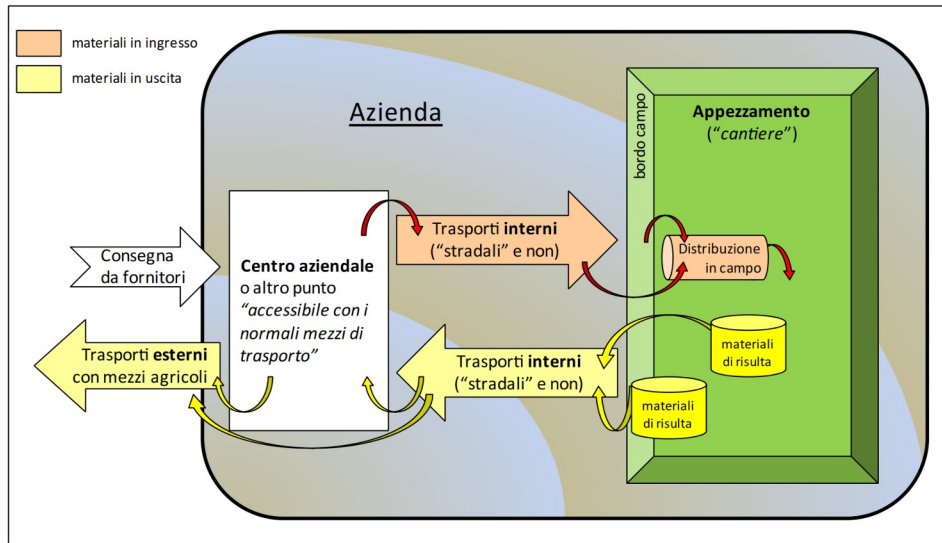 materiali in ingresso
materiali in uscita
Azienda
bordo campo
Appezzamento
(“cantiere”)
Consegna
da fornitori
Centro aziendale
o altro punto
“accessibile con i
normali mezzi di
trasporto”
Trasporti interni
(“stradali” e non)
Distribuzione
in campo
Trasporti esterni
con mezzi agricoli
Trasporti interni
(“stradali” e non)
materiali
di risulta
materiali
di risulta